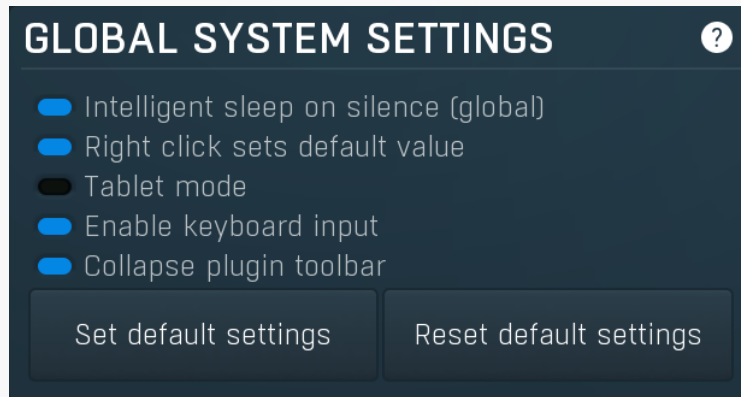 GLOBAL SYSTEM SETTINGS ?
Intelligent sleep on silence (global)
Right click sets default value
Tablet mode
Enable keyboard input
Collapse plugin toolbar
Set default settings Reset default settings